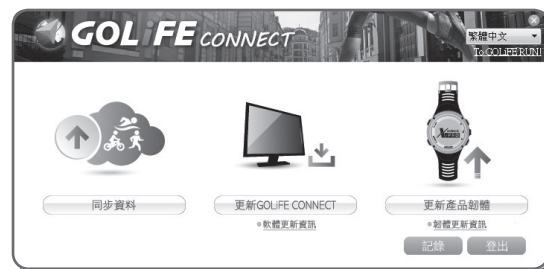 GOLiFE CONNECT
繁體中文
To GOLiFE RUN!
同步資料
更新GOLiFE CONNECT
更新產品韌體
軟體更新資訊
韌體更新資訊
記錄
登出